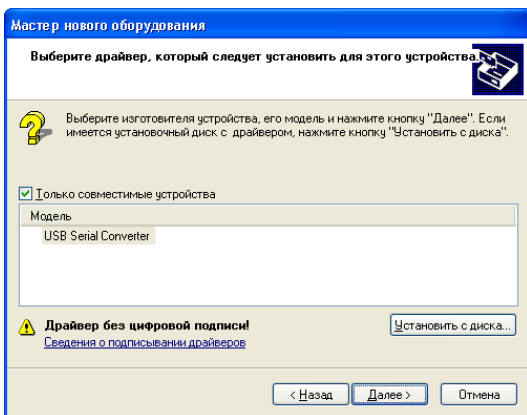 Мастер нового оборудования
Выберите драйвер, который следует установить для этого устройства.
Выберите изготовителя устройства, его модель и нажмите кнопку "Далее". Если
имеется установочный диск с драйвером, нажмите кнопку "Установить с диска".
Только совместимые устройства
Модель
USB Serial Converter
Драйвер без цифровой подписи!
Установить с диска...
Сведения о подписывании драйверов
< Назад
Далее >
Отмена